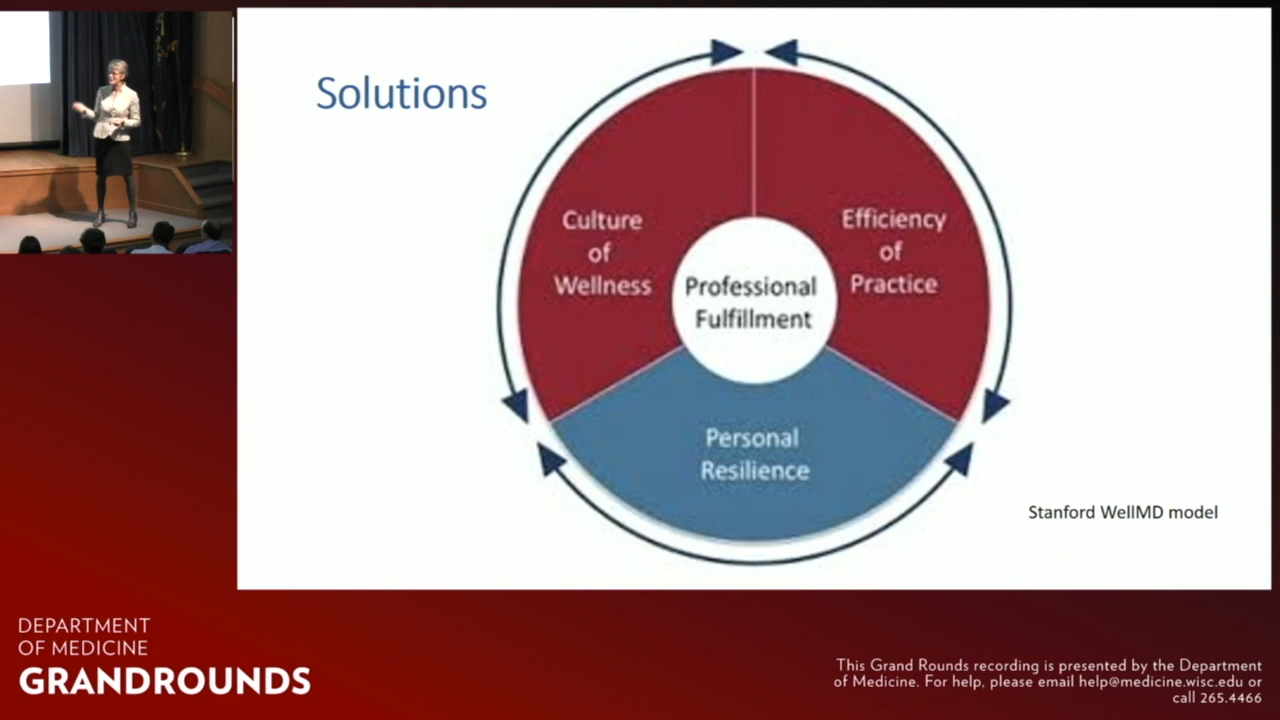 Solutions
Culture
of
Wellness
Efficiency
of
Practice
Professional
Fulfillment
Personal
Resilience
Stanford WellMD model
DEPARTMENT
OF MEDICINE
GRANDROUNDS
This Grand Rounds recording is presented by the Department
of Medicine. For help, please email help@medicine.wisc.edu or
call 265.4466